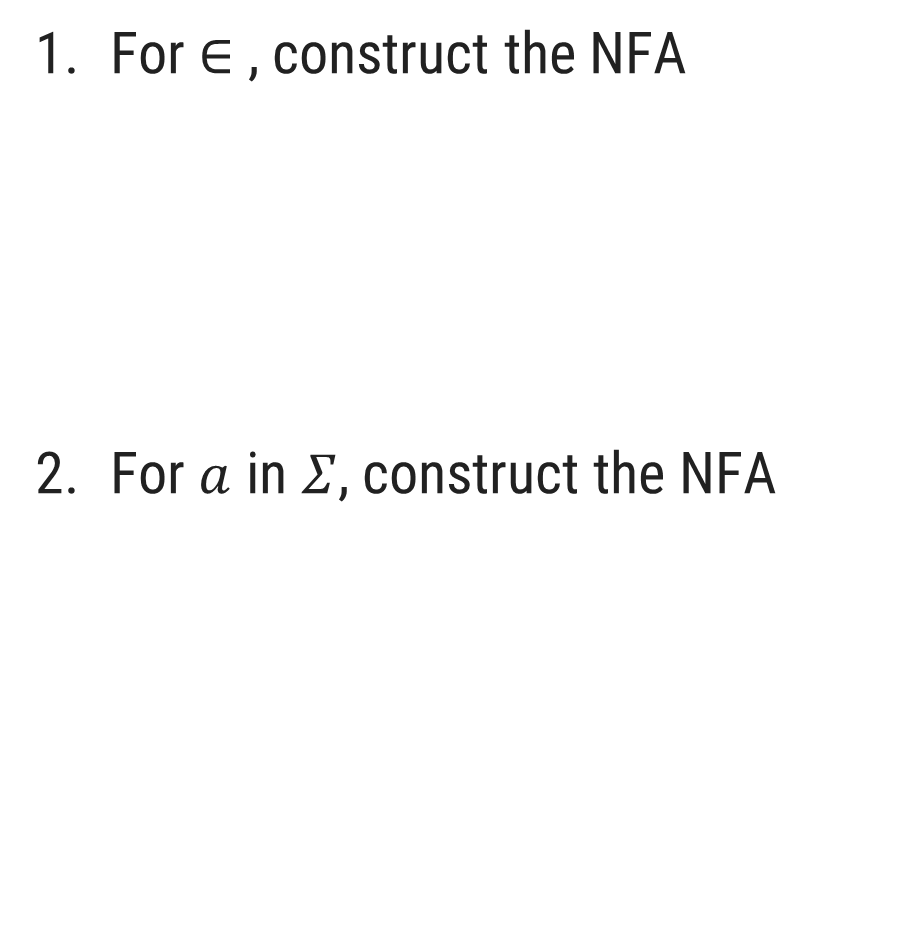 1. For ∈ , construct the NFA
2. For a in Σ, construct the NFA